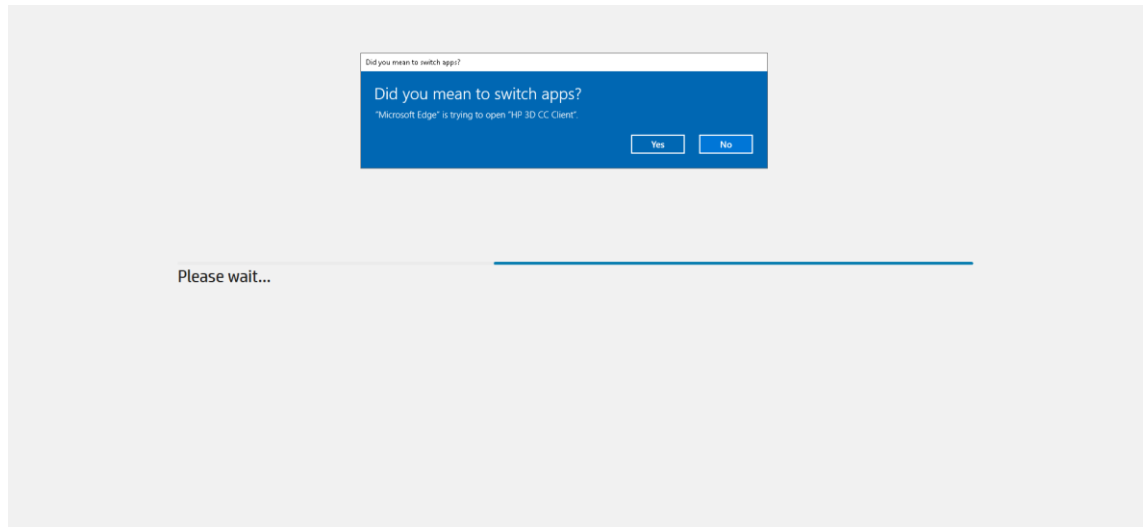 Did you mean to switch apps?
Did you mean to switch apps?
"Microsoft Edge" is trying to open "HP 3D CC Client".
Yes No
Please wait...